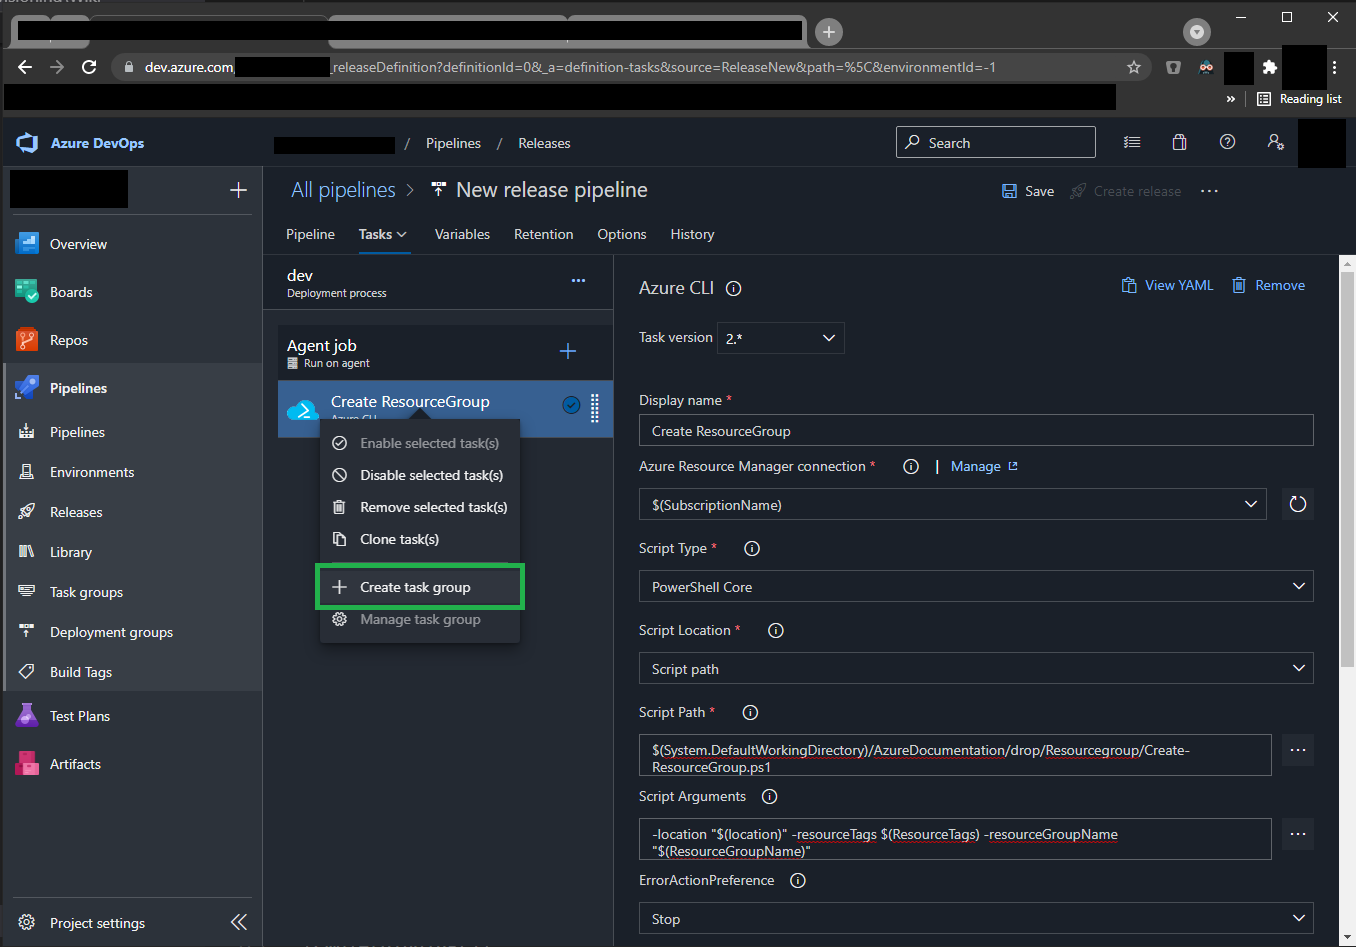 dev.azure.com
_releaseDefinition?definitionId=0&_a=definition-tasks&source=ReleaseNew&path=%5C&environmentId=-1
» Reading list
Azure DevOps
/ Pipelines / Releases
Search
All pipelines > New release pipeline
Save
Create release
Pipeline
Tasks
Variables
Retention
Options
History
Overview
Boards
Repos
Pipelines
Pipelines
Environments
Releases
Library
Task groups
Deployment groups
Build Tags
Test Plans
Artifacts
Project settings
dev
Deployment process
Agent job
Run on agent
Create ResourceGroup
Azure CLI
Enable selected task(s)
Disable selected task(s)
Remove selected task(s)
Clone task(s)
Create task group
Manage task group
Azure CLI
View YAML
Remove
Task version
2.*
Display name *
Create ResourceGroup
Azure Resource Manager connection *
| Manage
$(SubscriptionName)
Script Type *
PowerShell Core
Script Location *
Script path
Script Path *
$(System.DefaultWorkingDirectory)/AzureDocumentation/drop/Resourcegroup/Create-
ResourceGroup.ps1
Script Arguments
-location "$(location)" -resourceTags $(ResourceTags) -resourceGroupName
"$(ResourceGroupName)"
ErrorActionPreference
Stop